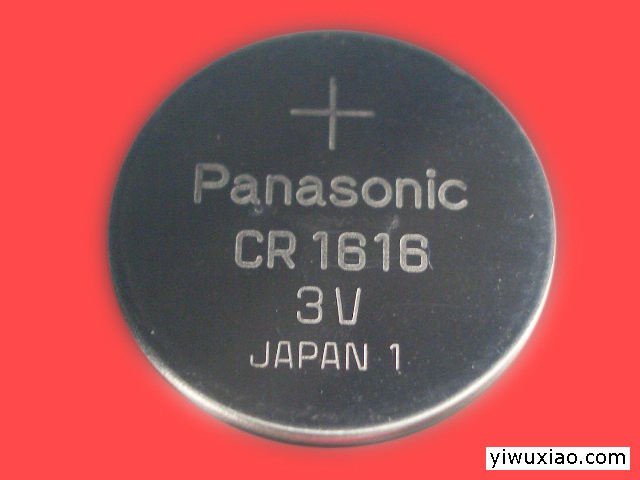 +
Panasonic
CR 1616
3V
JAPAN 1
yiwuxiao.com